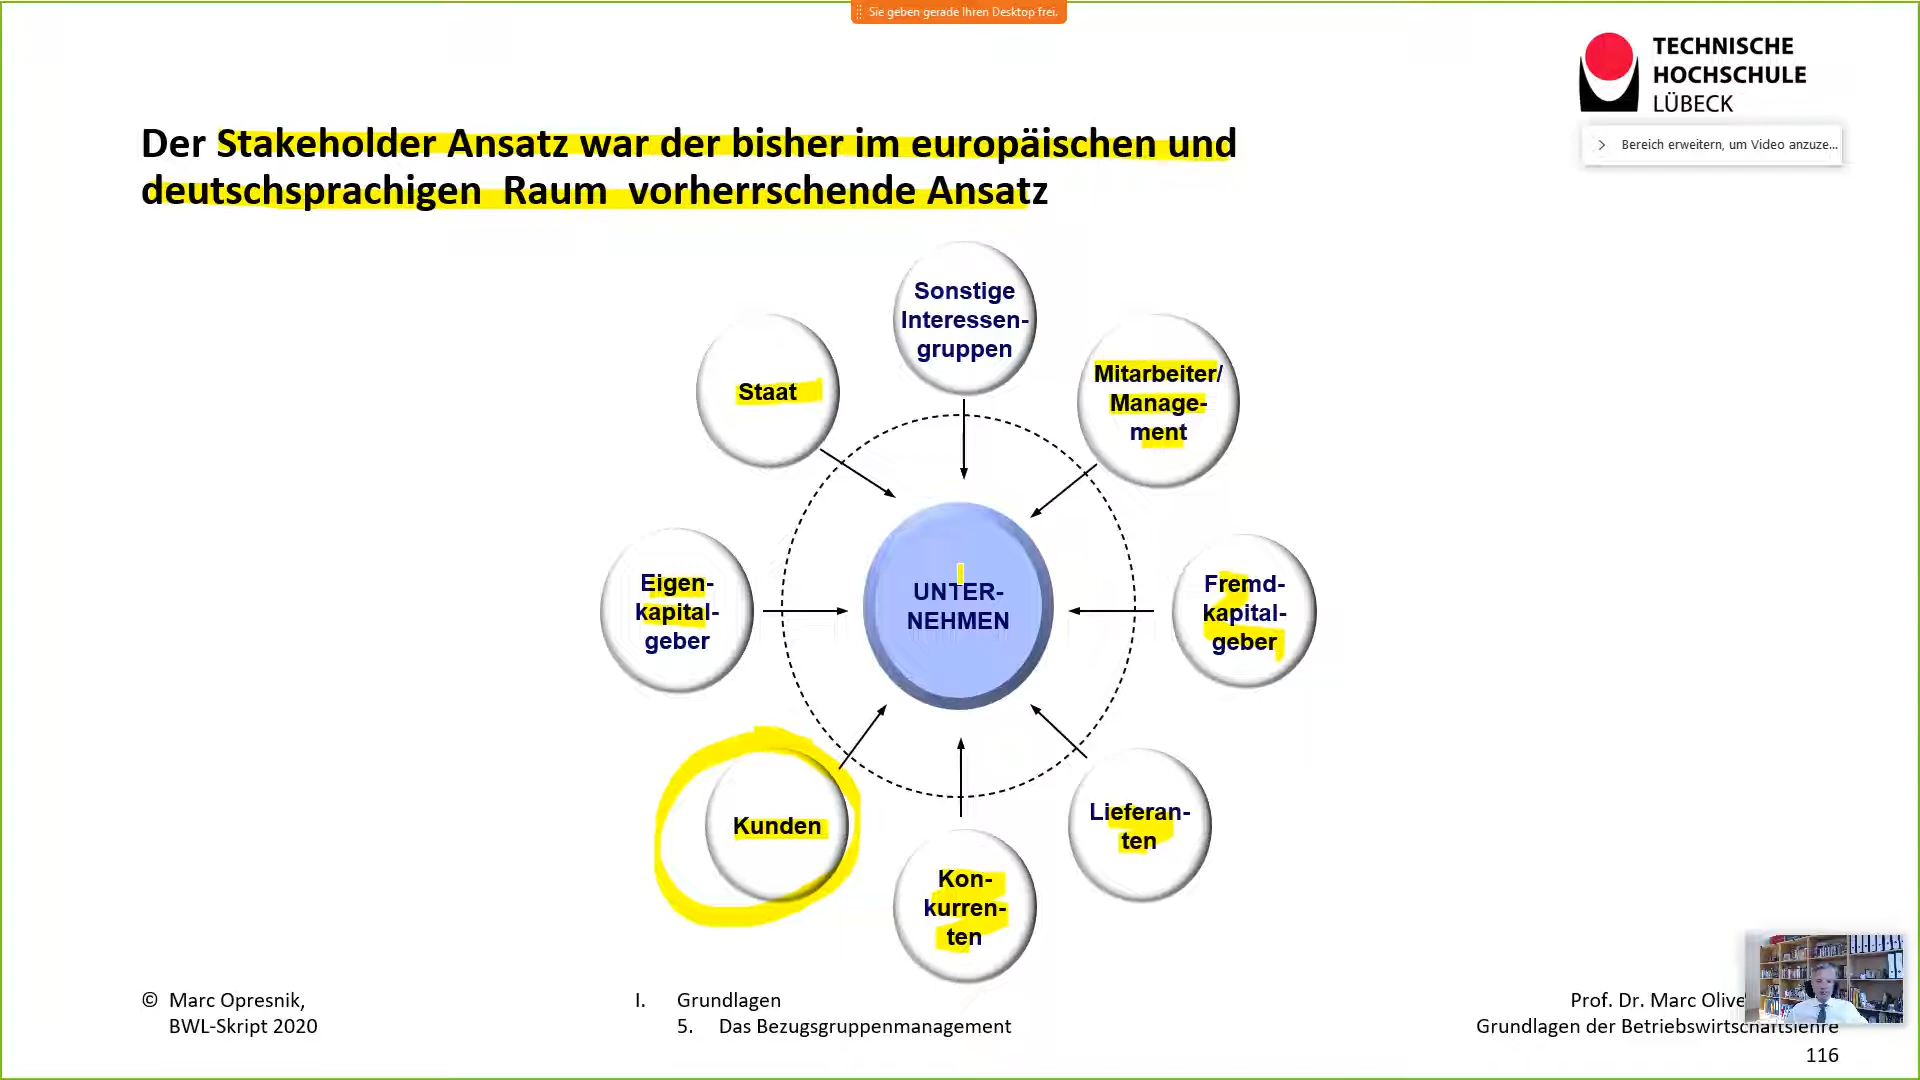 Sie geben gerade Ihren Desktop frei.
TECHNISCHE
HOCHSCHULE
LÜBECK
Bereich erweitern, um Video anzuze...
Der Stakeholder Ansatz war der bisher im europäischen und
deutschsprachigen Raum vorherrschende Ansatz
Sonstige
Interessen-
gruppen
Staat
Mitarbeiter/
Manage-
ment
Eigen-
kapital-
geber
UNTER-
NEHMEN
Fremd-
kapital-
geber
Kunden
Lieferan-
ten
Kon-
kurren-
ten
© Marc Opresnik,
BWL-Skript 2020
I. Grundlagen
5. Das Bezugsgruppenmanagement
Prof. Dr. Marc Olive
Grundlagen der Betriebswirtschaftslehre
116